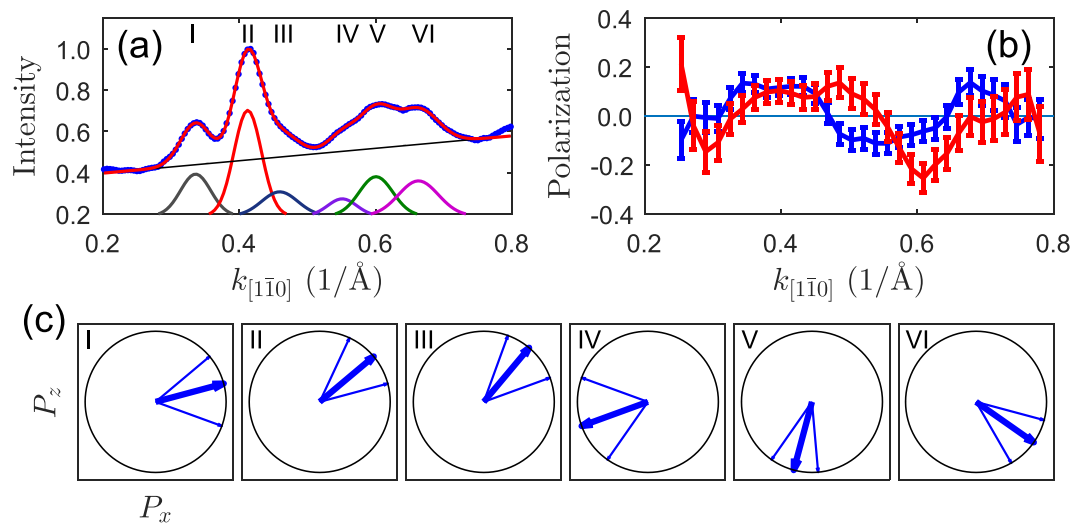 (a) I II III IV V VI
Intensity
1.0
0.8
0.6
0.4
0.2
0.2 0.4 0.6 0.8
k[11̄0] (1/Å)
(b)
Polarization
0.4
0.2
0.0
-0.2
-0.4
0.2 0.4 0.6 0.8
k[11̄0] (1/Å)
(c)
I II III IV V VI
Pz
Px